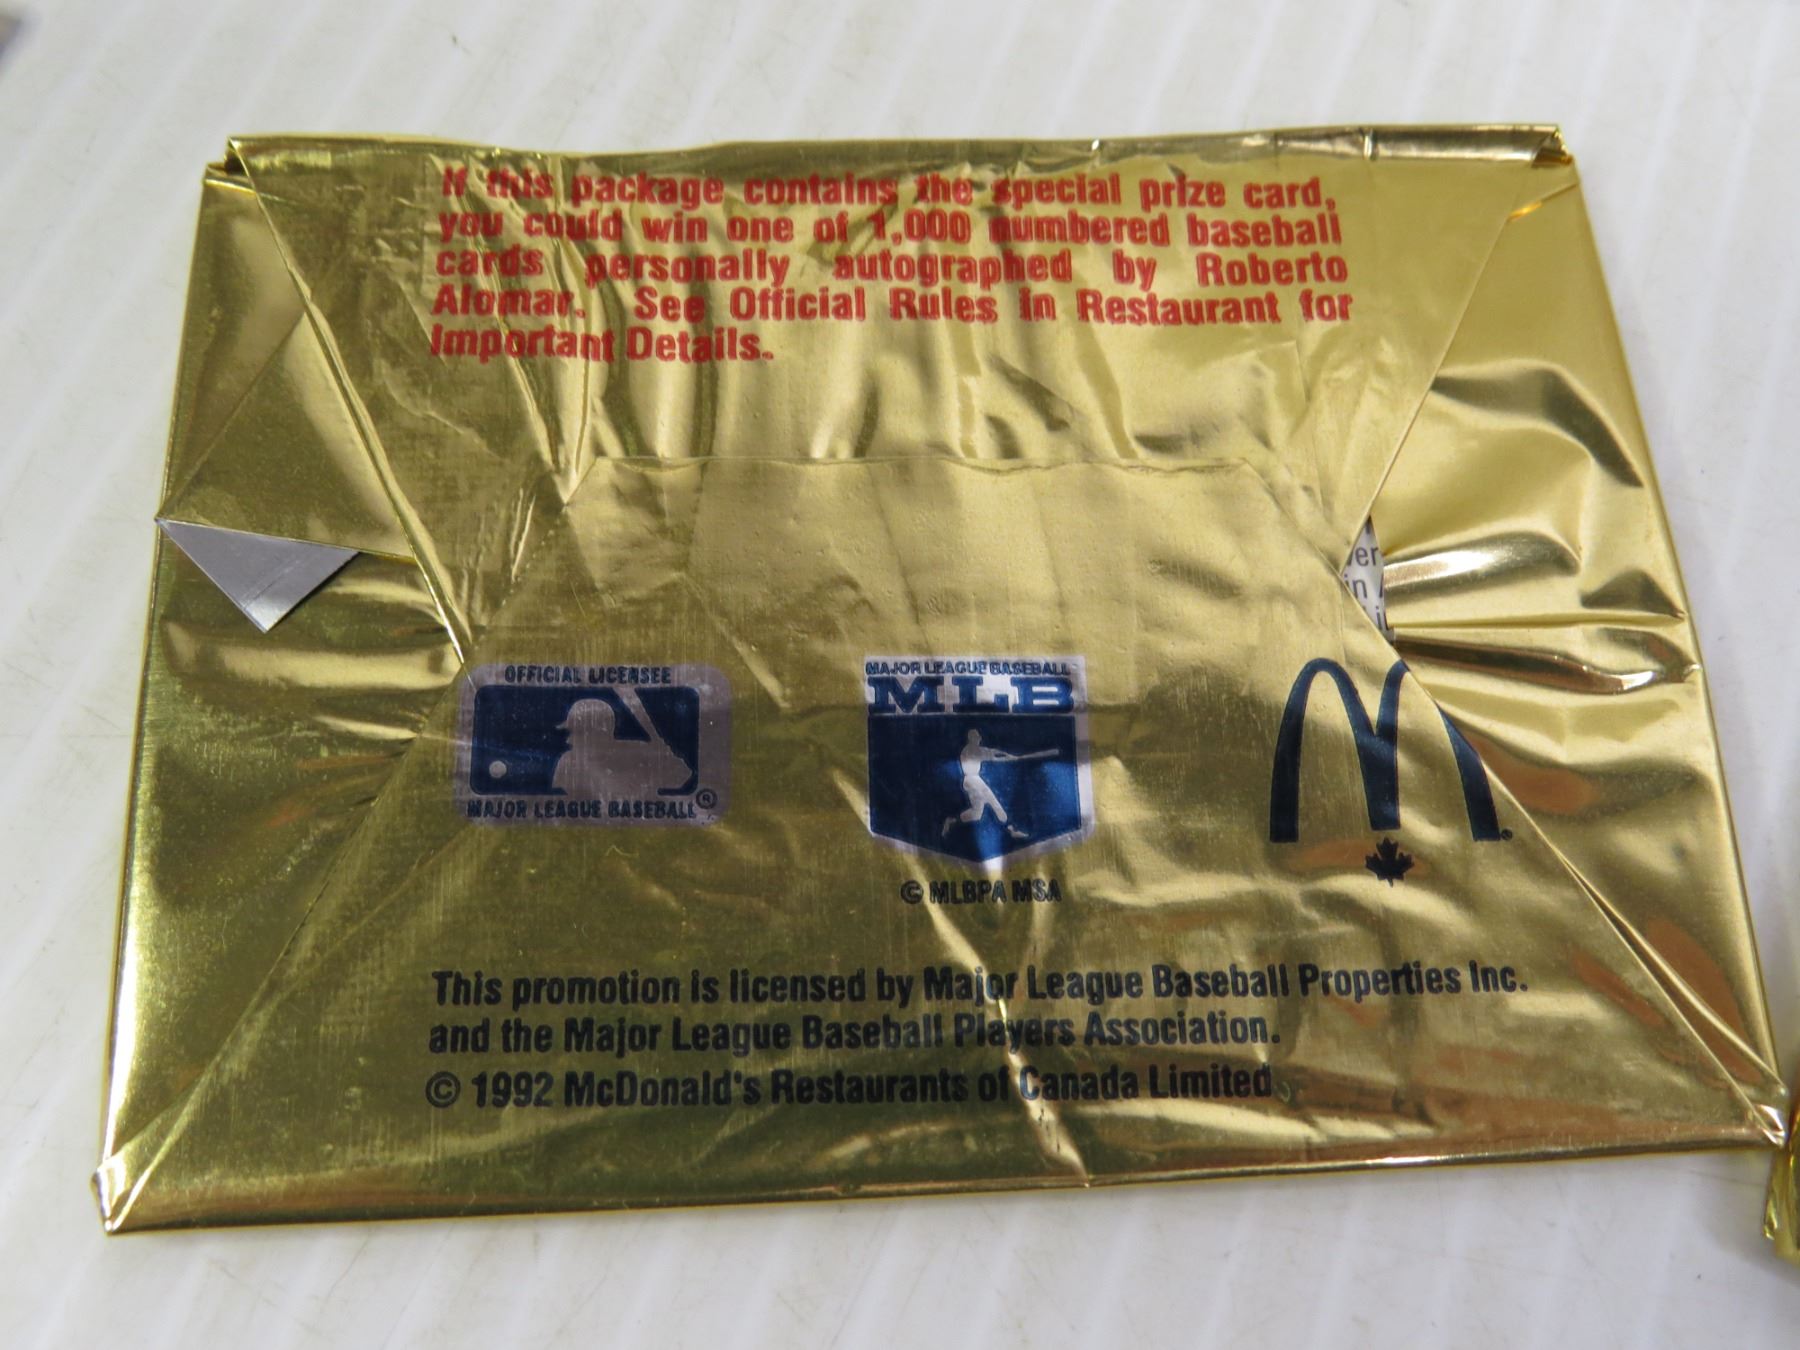 If this package contains the special prize card,
you could win one of 1,000 numbered baseball
cards personally autographed by Roberto
Alomar. See Official Rules in Restaurant for
Important Details.
er
in
OFFICIAL LICENSEE
MAJOR LEAGUE BASEBALL ®
MAJOR LEAGUE BASEBALL
MLB
© MLBPA MSA
M ®
This promotion is licensed by Major League Baseball Properties Inc.
and the Major League Baseball Players Association.
© 1992 McDonald's Restaurants of Canada Limited